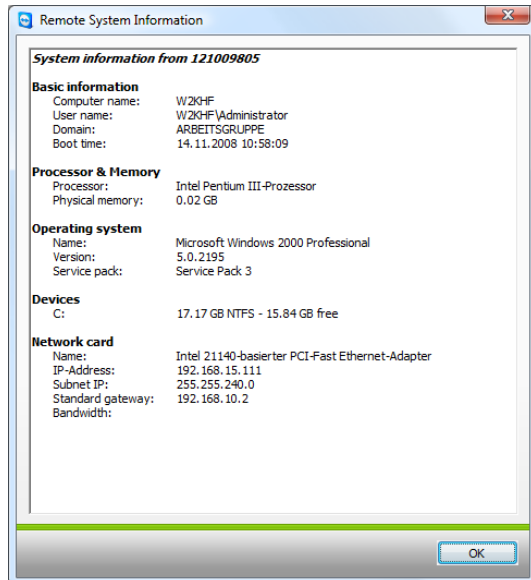 Remote System Information
System information from 121009805
Basic information
Computer name: W2KHF
User name: W2KHF\Administrator
Domain: ARBEITSGRUPPE
Boot time: 14.11.2008 10:58:09
Processor & Memory
Processor: Intel Pentium III-Prozessor
Physical memory: 0.02 GB
Operating system
Name: Microsoft Windows 2000 Professional
Version: 5.0.2195
Service pack: Service Pack 3
Devices
C: 17.17 GB NTFS - 15.84 GB free
Network card
Name: Intel 21140-basierter PCI-Fast Ethernet-Adapter
IP-Address: 192.168.15.111
Subnet IP: 255.255.240.0
Standard gateway: 192.168.10.2
Bandwidth:
OK